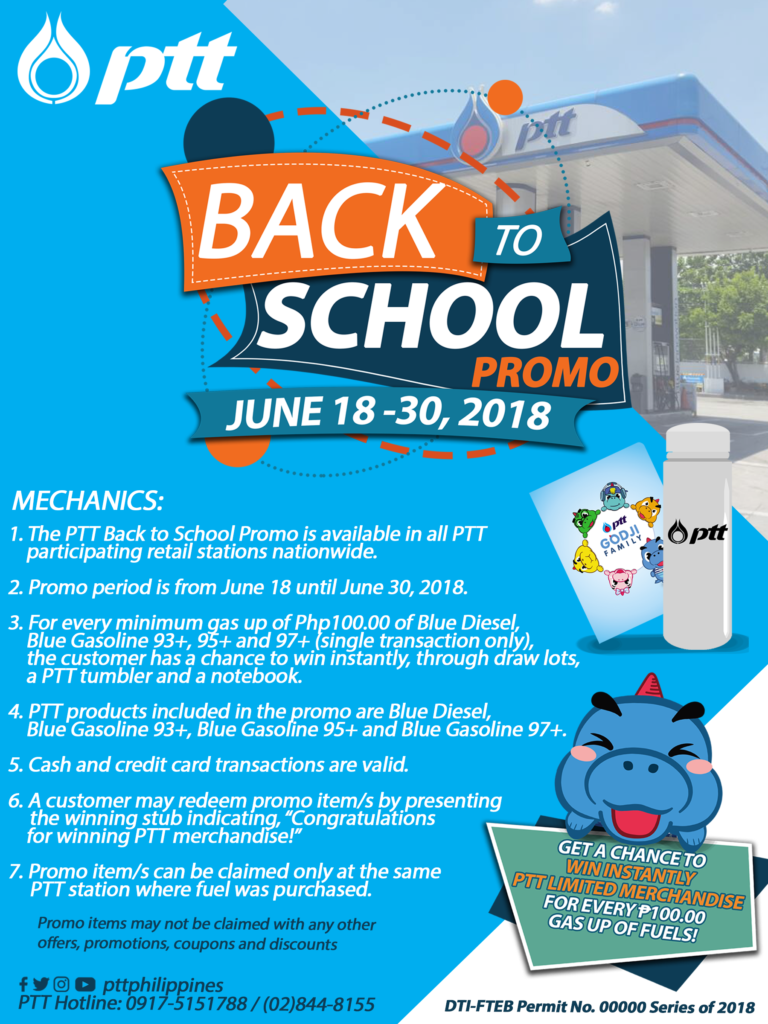 ptt
ptt
BACK
TO
SCHOOL
PROMO
JUNE 18 -30, 2018
MECHANICS:
1. The PTT Back to School Promo is available in all PTT
participating retail stations nationwide.
2. Promo period is from June 18 until June 30, 2018.
3. For every minimum gas up of Php100.00 of Blue Diesel,
Blue Gasoline 93+, 95+ and 97+ (single transaction only),
the customer has a chance to win instantly, through draw lots,
a PTT tumbler and a notebook.
4. PTT products included in the promo are Blue Diesel,
Blue Gasoline 93+, Blue Gasoline 95+ and Blue Gasoline 97+.
5. Cash and credit card transactions are valid.
6. A customer may redeem promo item/s by presenting
the winning stub indicating, “Congratulations
for winning PTT merchandise!”
7. Promo item/s can be claimed only at the same
PTT station where fuel was purchased.
Promo items may not be claimed with any other
offers, promotions, coupons and discounts
pttphilippines
PTT Hotline: 0917-5151788 / (02)844-8155
ptt
GODJI
FAMILY
ptt
GET A CHANCE TO
WIN INSTANTLY
PTT LIMITED MERCHANDISE
FOR EVERY ₱100.00
GAS UP OF FUELS!
DTI-FTEB Permit No. 00000 Series of 2018